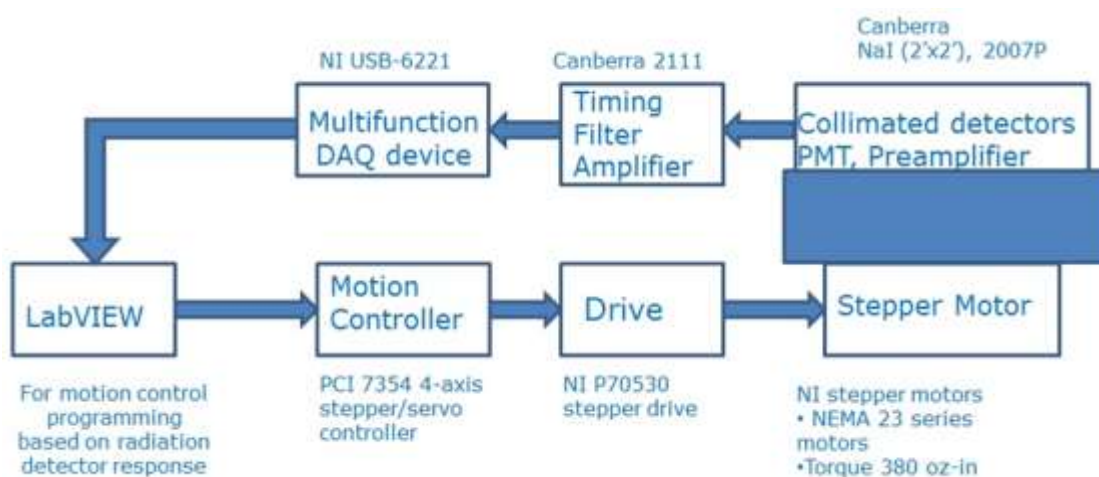 Canberra
NaI (2'x2'), 2007P
NI USB-6221
Canberra 2111
Multifunction
DAQ device
Timing
Filter
Amplifier
Collimated detectors
PMT, Preamplifier
LabVIEW
Motion
Controller
Drive
Stepper Motor
For motion control
programming
based on radiation
detector response
PCI 7354 4-axis
stepper/servo
controller
NI P70530
stepper drive
NI stepper motors
• NEMA 23 series
motors
•Torque 380 oz-in